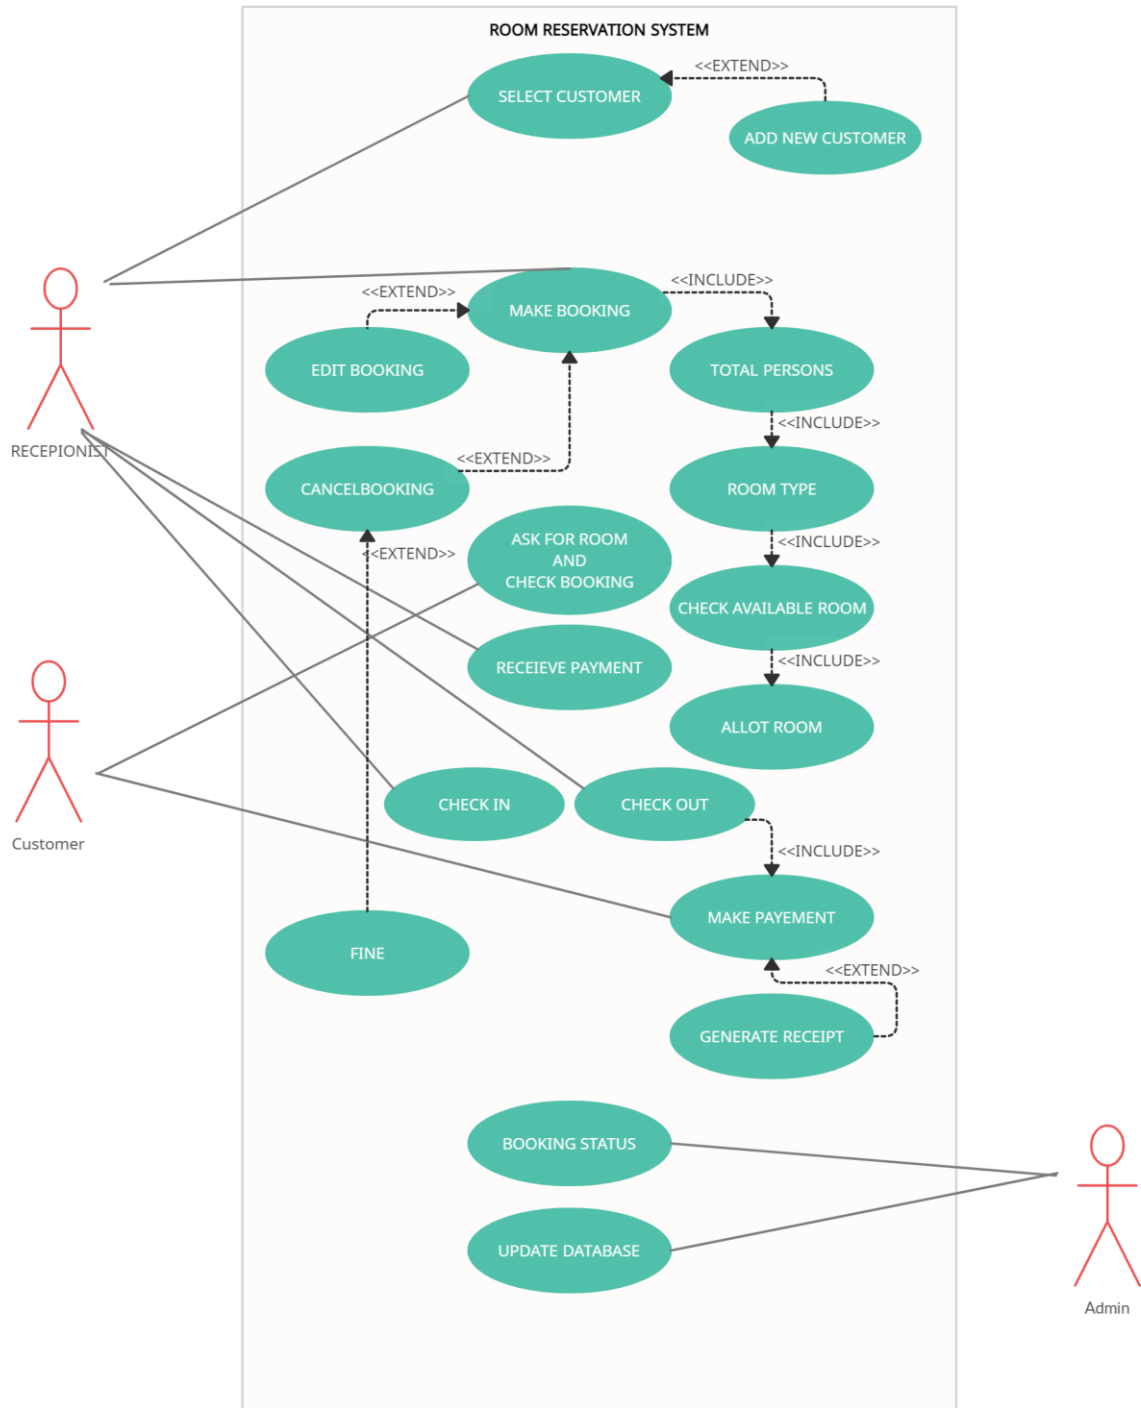 ROOM RESERVATION SYSTEM
<<EXTEND>>
SELECT CUSTOMER
ADD NEW CUSTOMER
<<INCLUDE>>
<<EXTEND>>
MAKE BOOKING
EDIT BOOKING
TOTAL PERSONS
<<INCLUDE>>
RECEPIONIST
<<EXTEND>>
CANCELBOOKING
ROOM TYPE
ASK FOR ROOM
AND
CHECK BOOKING
<<INCLUDE>>
<<EXTEND>>
CHECK AVAILABLE ROOM
<<INCLUDE>>
RECEIEVE PAYMENT
ALLOT ROOM
CHECK IN
CHECK OUT
Customer
<<INCLUDE>>
MAKE PAYEMENT
FINE
<<EXTEND>>
GENERATE RECEIPT
BOOKING STATUS
UPDATE DATABASE
Admin